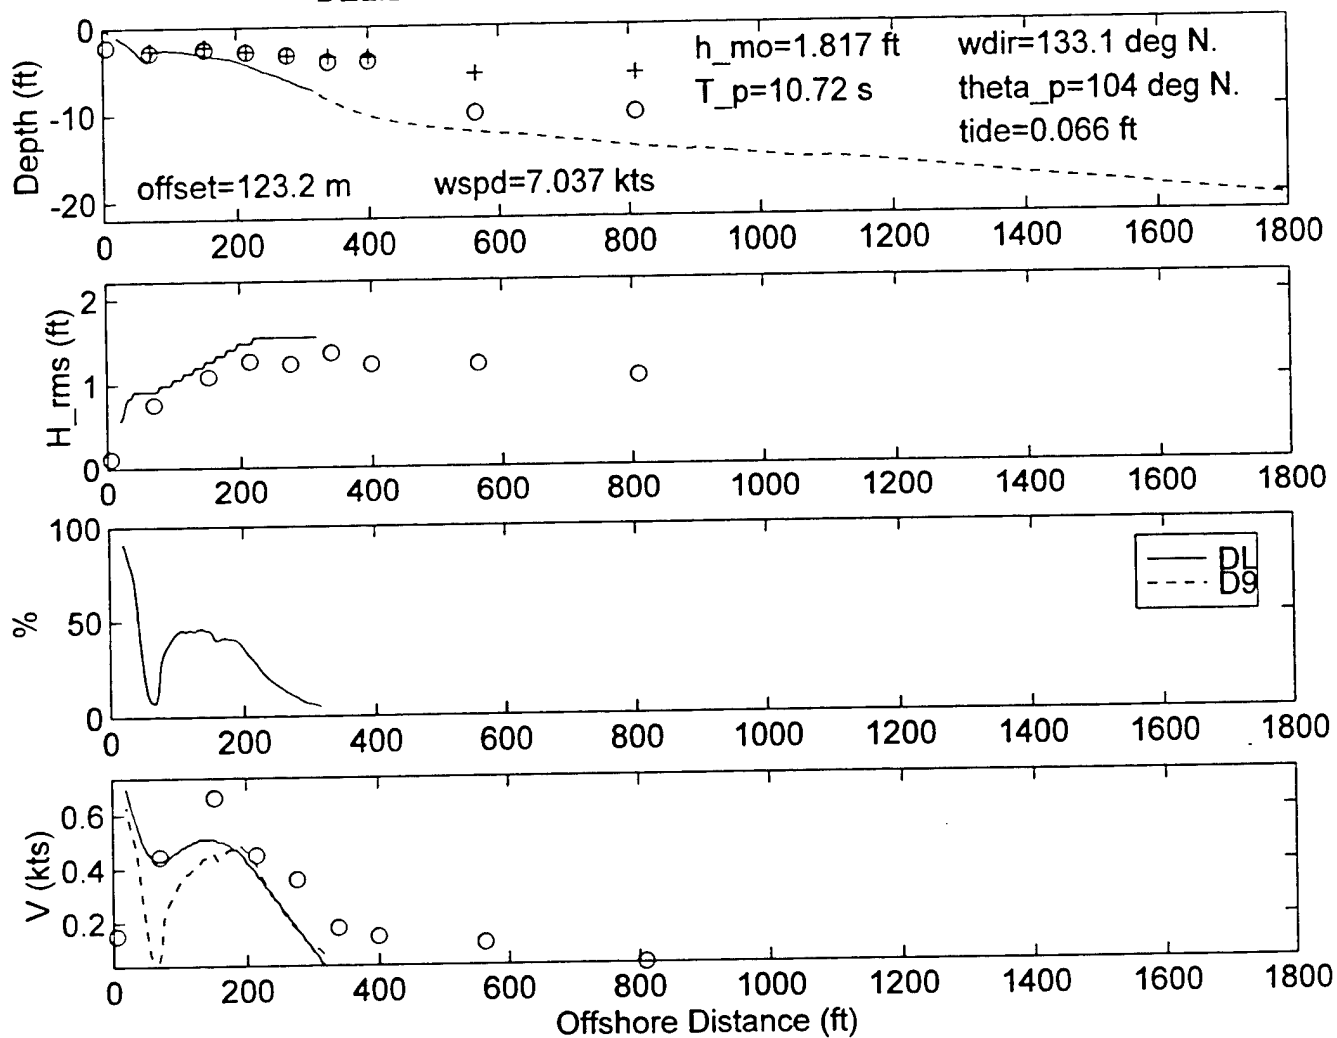 0
-10
-20
Depth (ft)
h_mo=1.817 ft
wdir=133.1 deg N.
T_p=10.72 s
theta_p=104 deg N.
tide=0.066 ft
offset=123.2 m
wspd=7.037 kts
0 200 400 600 800 1000 1200 1400 1600 1800
2
1
0
H_rms (ft)
0 200 400 600 800 1000 1200 1400 1600 1800
100
50
0
%
DL
D9
0 200 400 600 800 1000 1200 1400 1600 1800
0.6
0.4
0.2
V (kts)
0 200 400 600 800 1000 1200 1400 1600 1800
Offshore Distance (ft)